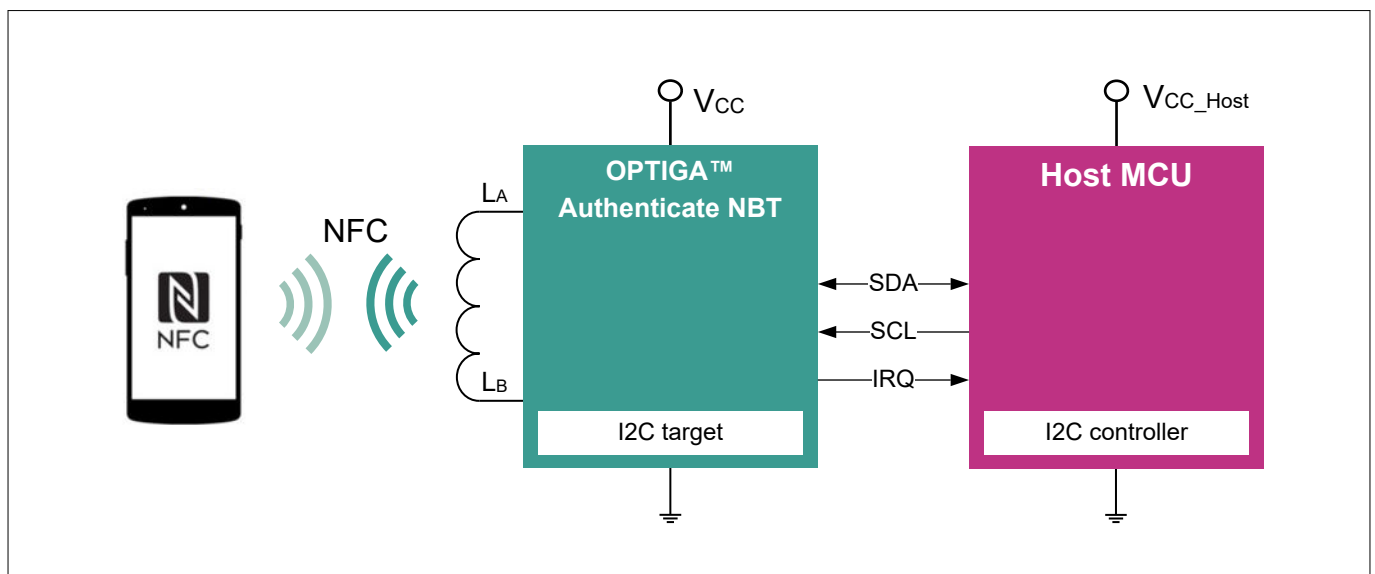 VCC
VCC_Host
OPTIGA™
Authenticate NBT
Host MCU
LA
NFC
NFC
SDA
SCL
IRQ
LB
I2C target
I2C controller